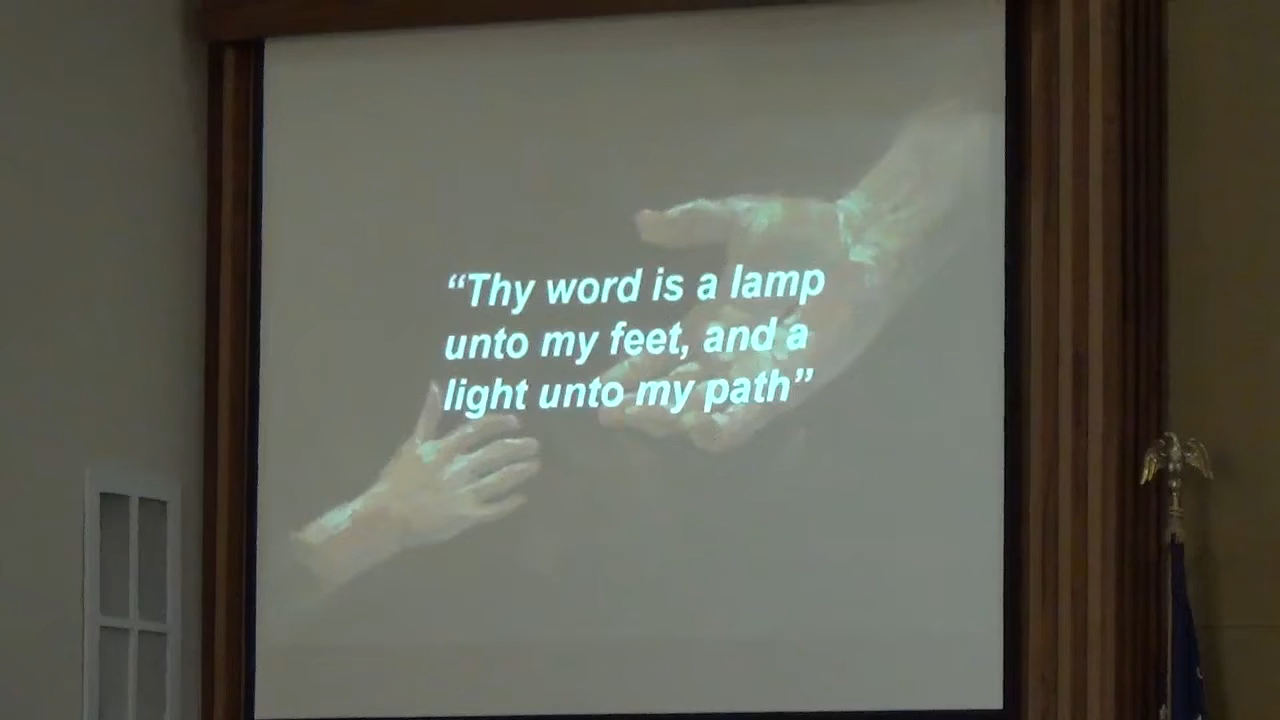 “Thy word is a lamp
unto my feet, and a
light unto my path”